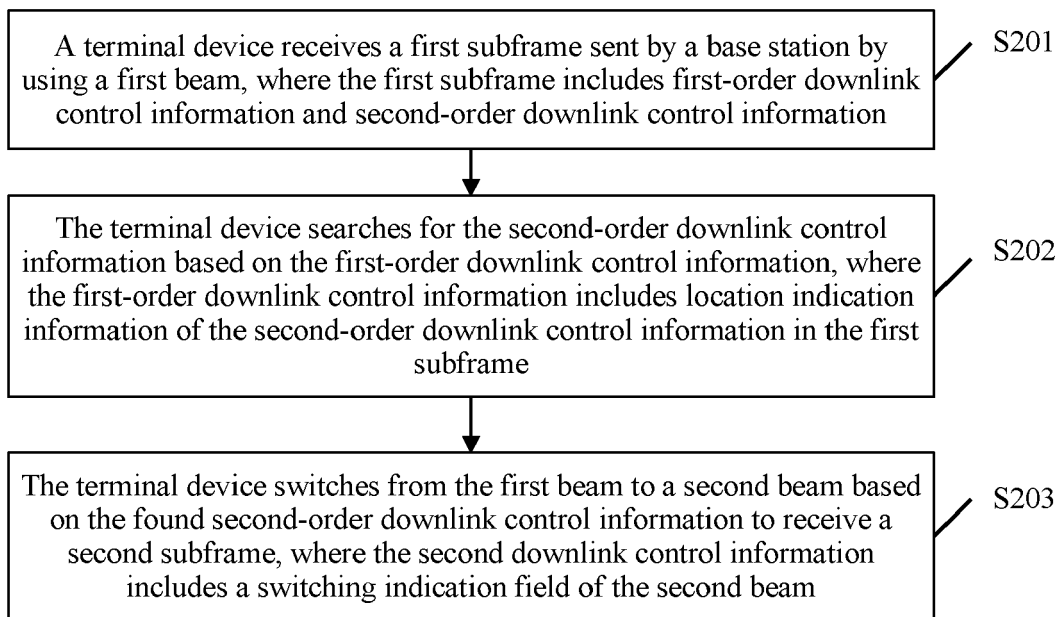 A terminal device receives a first subframe sent by a base station by
using a first beam, where the first subframe includes first-order downlink
control information and second-order downlink control information
S201
The terminal device searches for the second-order downlink control
information based on the first-order downlink control information, where
the first-order downlink control information includes location indication
information of the second-order downlink control information in the first
subframe
S202
The terminal device switches from the first beam to a second beam based
on the found second-order downlink control information to receive a
second subframe, where the second downlink control information
includes a switching indication field of the second beam
S203